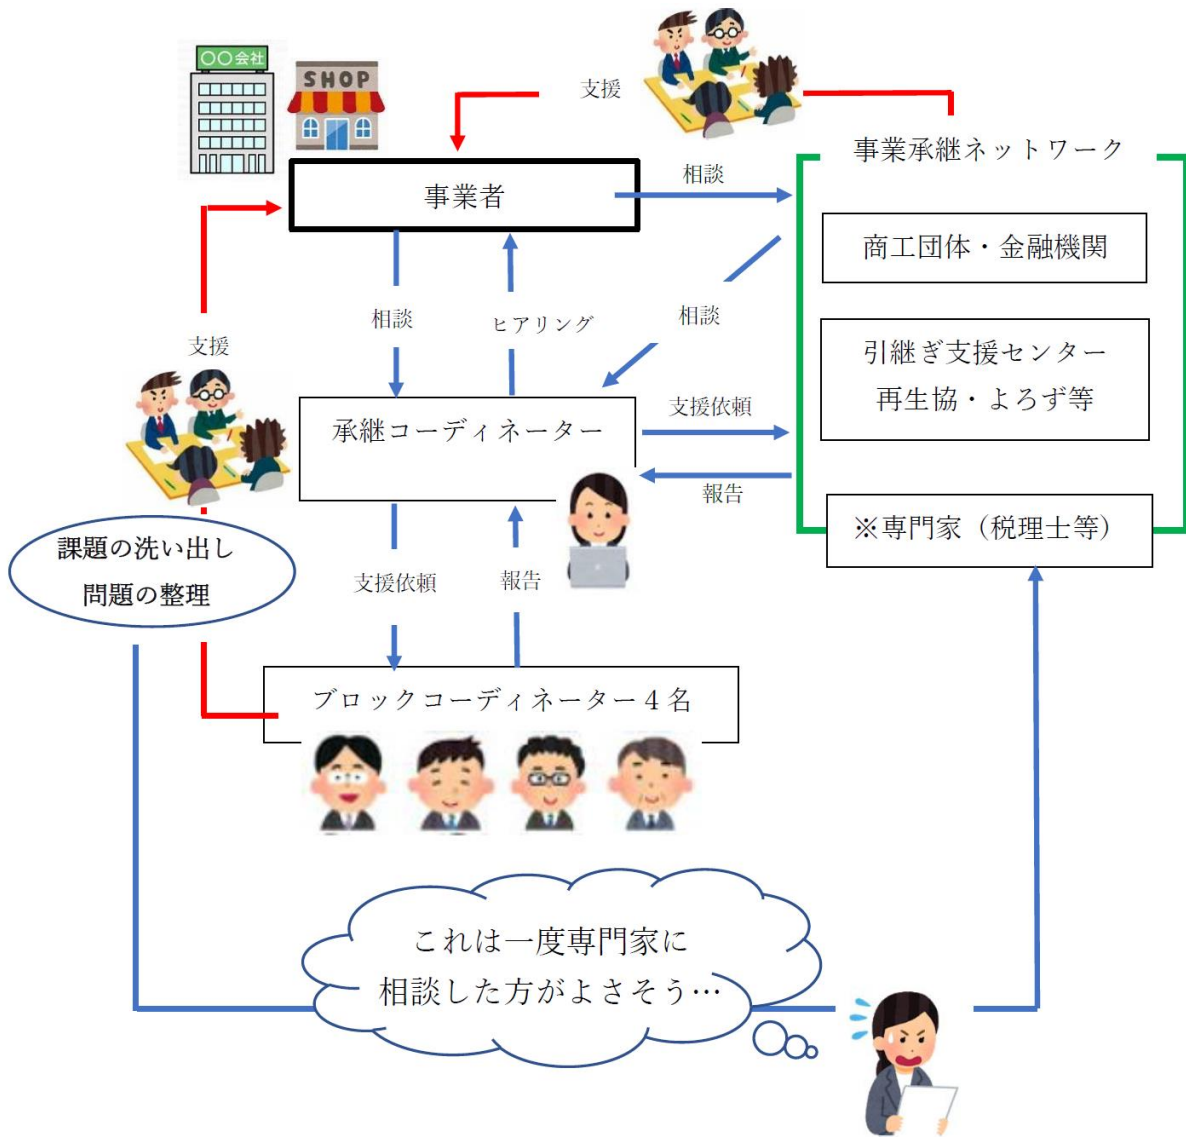 〇〇会社
SHOP
支援
事業承継ネットワーク
事業者
相談
商工団体・金融機関
相談
ヒアリング
相談
支援
引継ぎ支援センター
再生協・よろず等
承継コーディネーター
支援依頼
報告
※専門家（税理士等）
課題の洗い出し
問題の整理
支援依頼
報告
ブロックコーディネーター４名
これは一度専門家に
相談した方がよさそう…